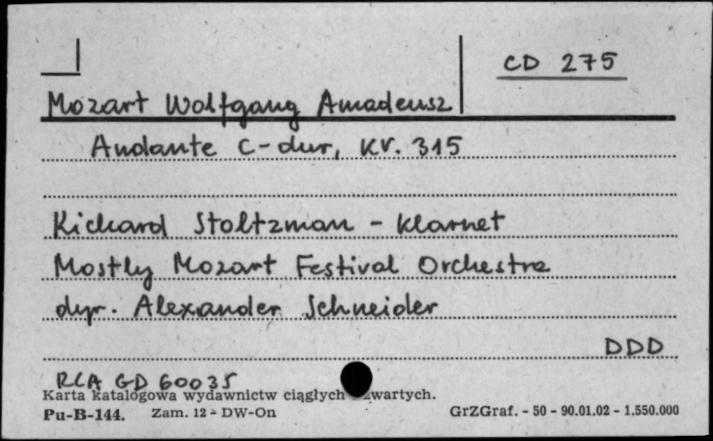 CD 275
Mozart Wolfgang Amadeusz
Andante C-dur, KV. 315
Richard Stoltzman - klarnet
Mostly Mozart Festival Orchestra
dyr. Alexander Schneider
DDD
RCA GD 60035
Karta katalogowa wydawnictw ciągłych wartych.
Pu-B-144. Zam. 12 - DW-On GrZGraf. - 50 - 90.01.02 - 1.550.000